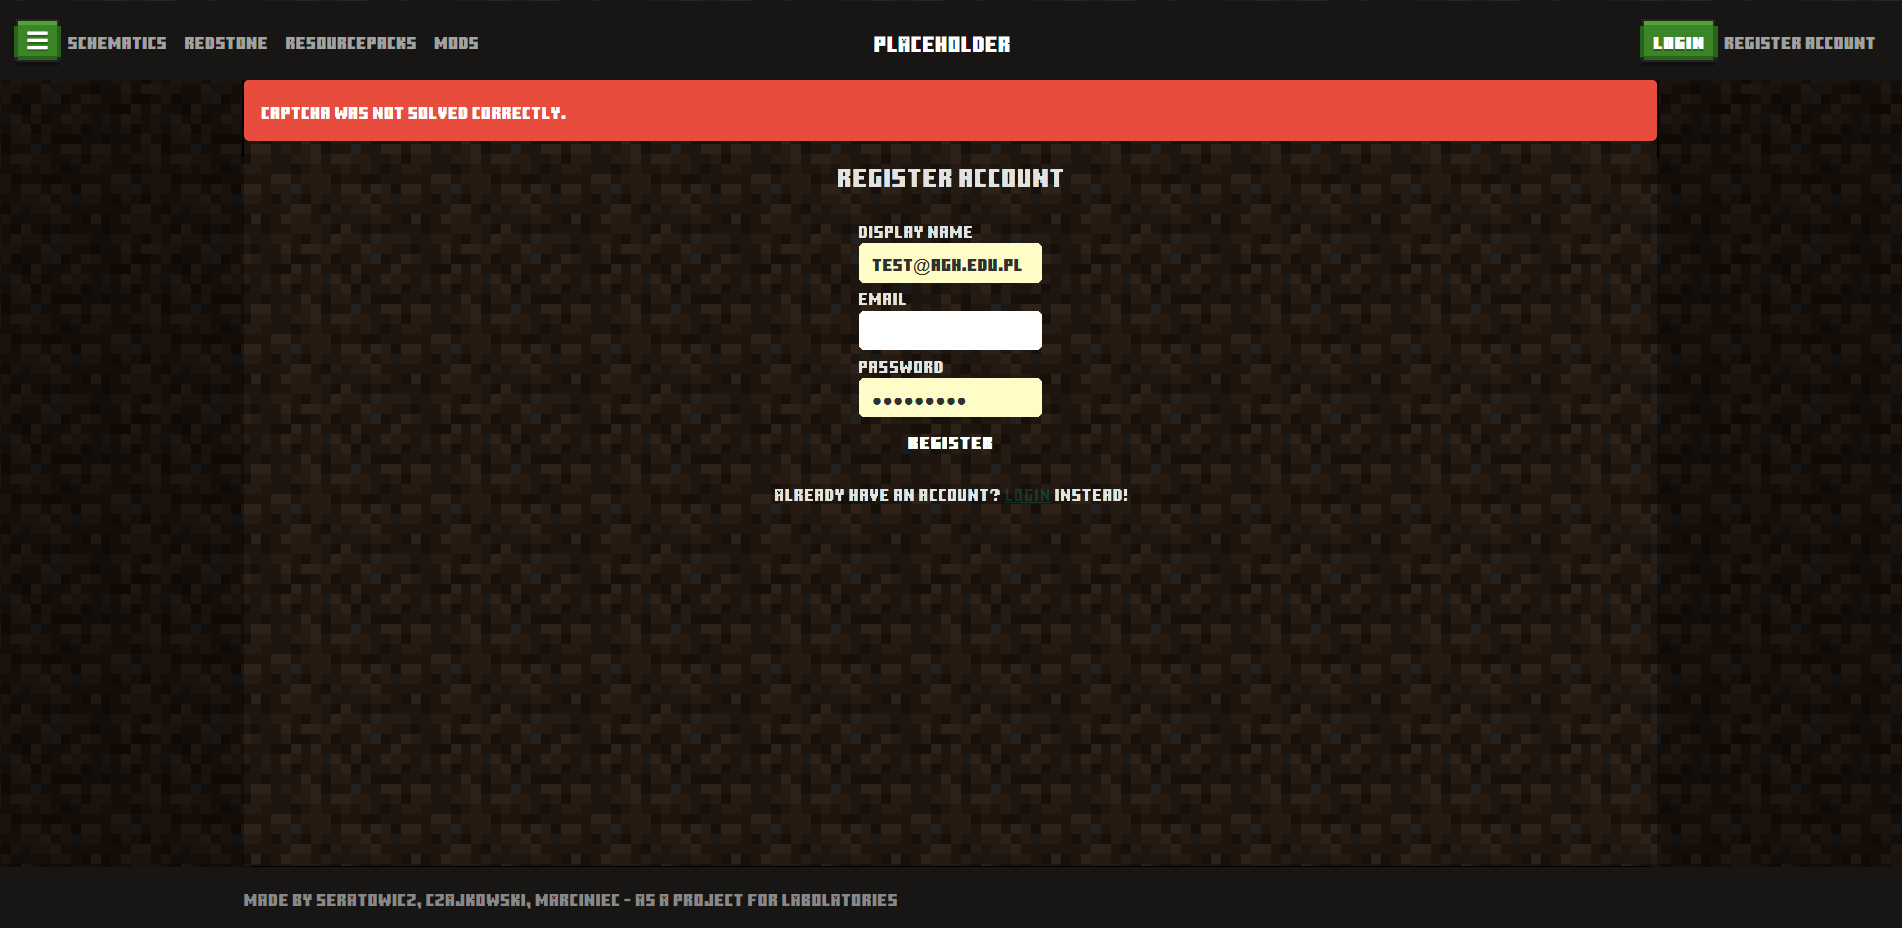 SCHEMATICS REDSTONE RESOURCEPACKS MODS PLACEHOLDER LOGIN REGISTER ACCOUNT
CAPTCHA WAS NOT SOLVED CORRECTLY.
REGISTER ACCOUNT
DISPLAY NAME
TEST@AGH.EDU.PL
EMAIL
PASSWORD
•••••••••
REGISTER
ALREADY HAVE AN ACCOUNT? LOGIN INSTEAD!
MADE BY SERATOWICZ, CZAJKOWSKI, MARCINIEC - AS A PROJECT FOR LABOLATORIES